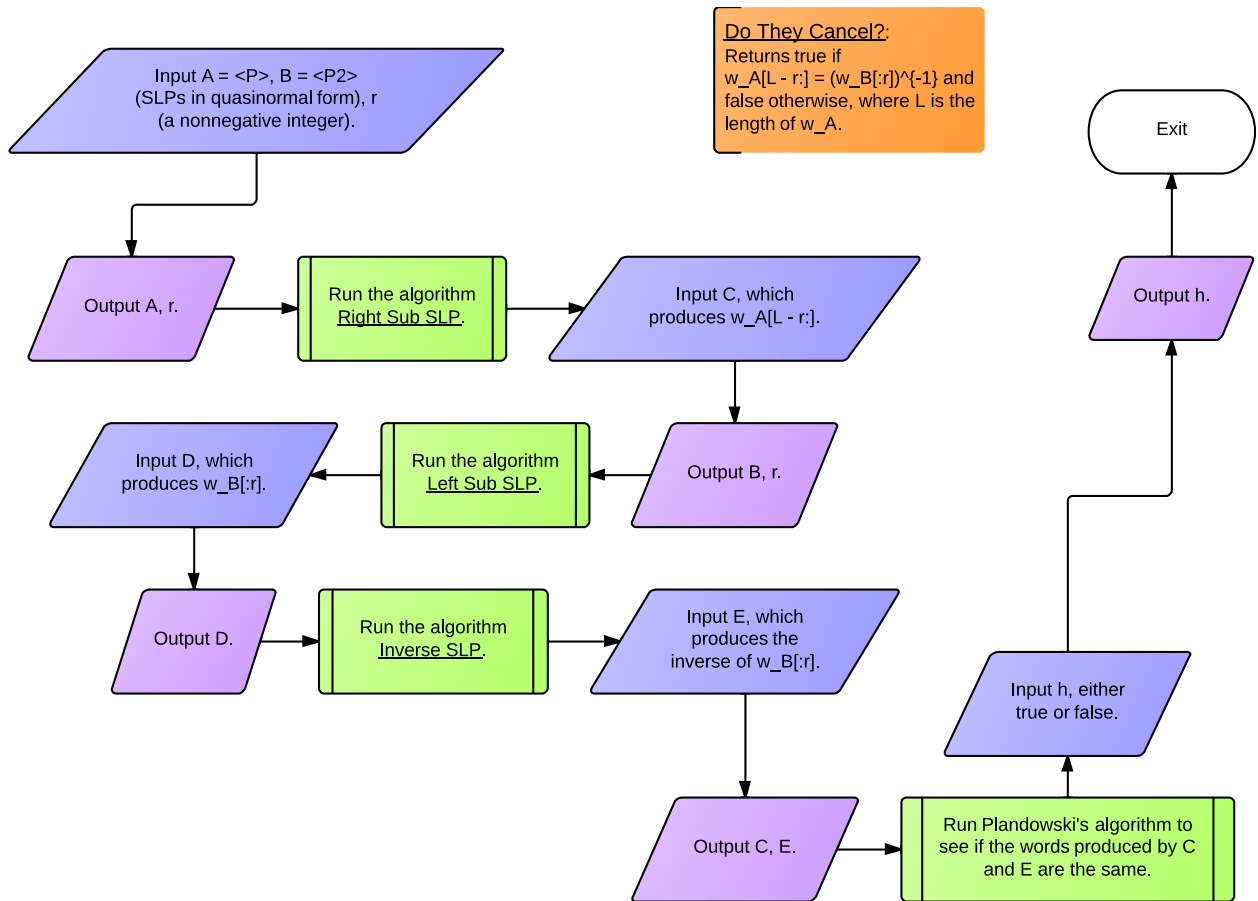 Do They Cancel?:
Returns true if
w_A[L - r:] = (w_B[:r])^{-1} and
false otherwise, where L is the
length of w_A.
Input A = <P>, B = <P2>
(SLPs in quasinormal form), r
(a nonnegative integer).
Exit
Output A, r.
Run the algorithm
Right Sub SLP.
Input C, which
produces w_A[L - r:].
Output h.
Input D, which
produces w_B[:r].
Run the algorithm
Left Sub SLP.
Output B, r.
Output D.
Run the algorithm
Inverse SLP.
Input E, which
produces the
inverse of w_B[:r].
Input h, either
true or false.
Output C, E.
Run Plandowski's algorithm to
see if the words produced by C
and E are the same.